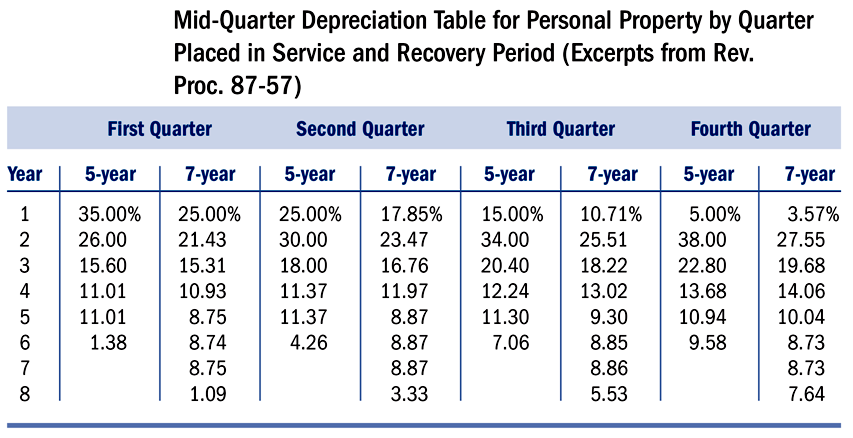 Mid-Quarter Depreciation Table for Personal Property by Quarter
Placed in Service and Recovery Period (Excerpts from Rev.
Proc. 87-57)
First Quarter Second Quarter Third Quarter Fourth Quarter
Year 5-year 7-year 5-year 7-year 5-year 7-year 5-year 7-year
1 35.00% 25.00% 25.00% 17.85% 15.00% 10.71% 5.00% 3.57%
2 26.00 21.43 30.00 23.47 34.00 25.51 38.00 27.55
3 15.60 15.31 18.00 16.76 20.40 18.22 22.80 19.68
4 11.01 10.93 11.37 11.97 12.24 13.02 13.68 14.06
5 11.01 8.75 11.37 8.87 11.30 9.30 10.94 10.04
6 1.38 8.74 4.26 8.87 7.06 8.85 9.58 8.73
7 8.75 8.87 8.86 8.73
8 1.09 3.33 5.53 7.64